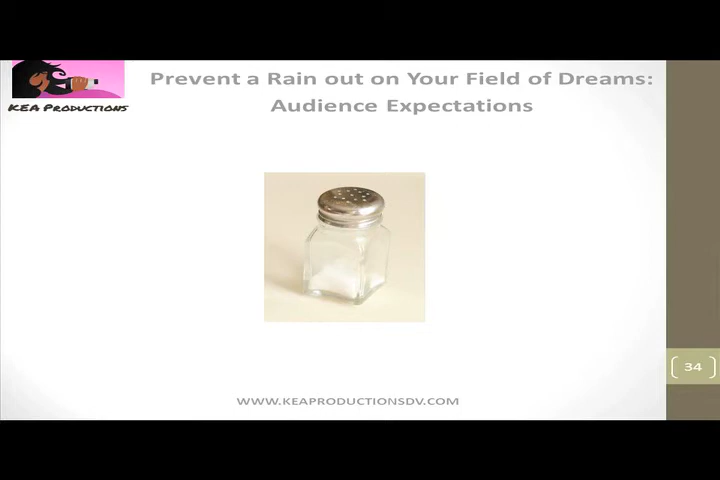 Prevent a Rain out on Your Field of Dreams:
Audience Expectations
KEA PRODUCTIONS
34
WWW.KEAPRODUCTIONSDV.COM